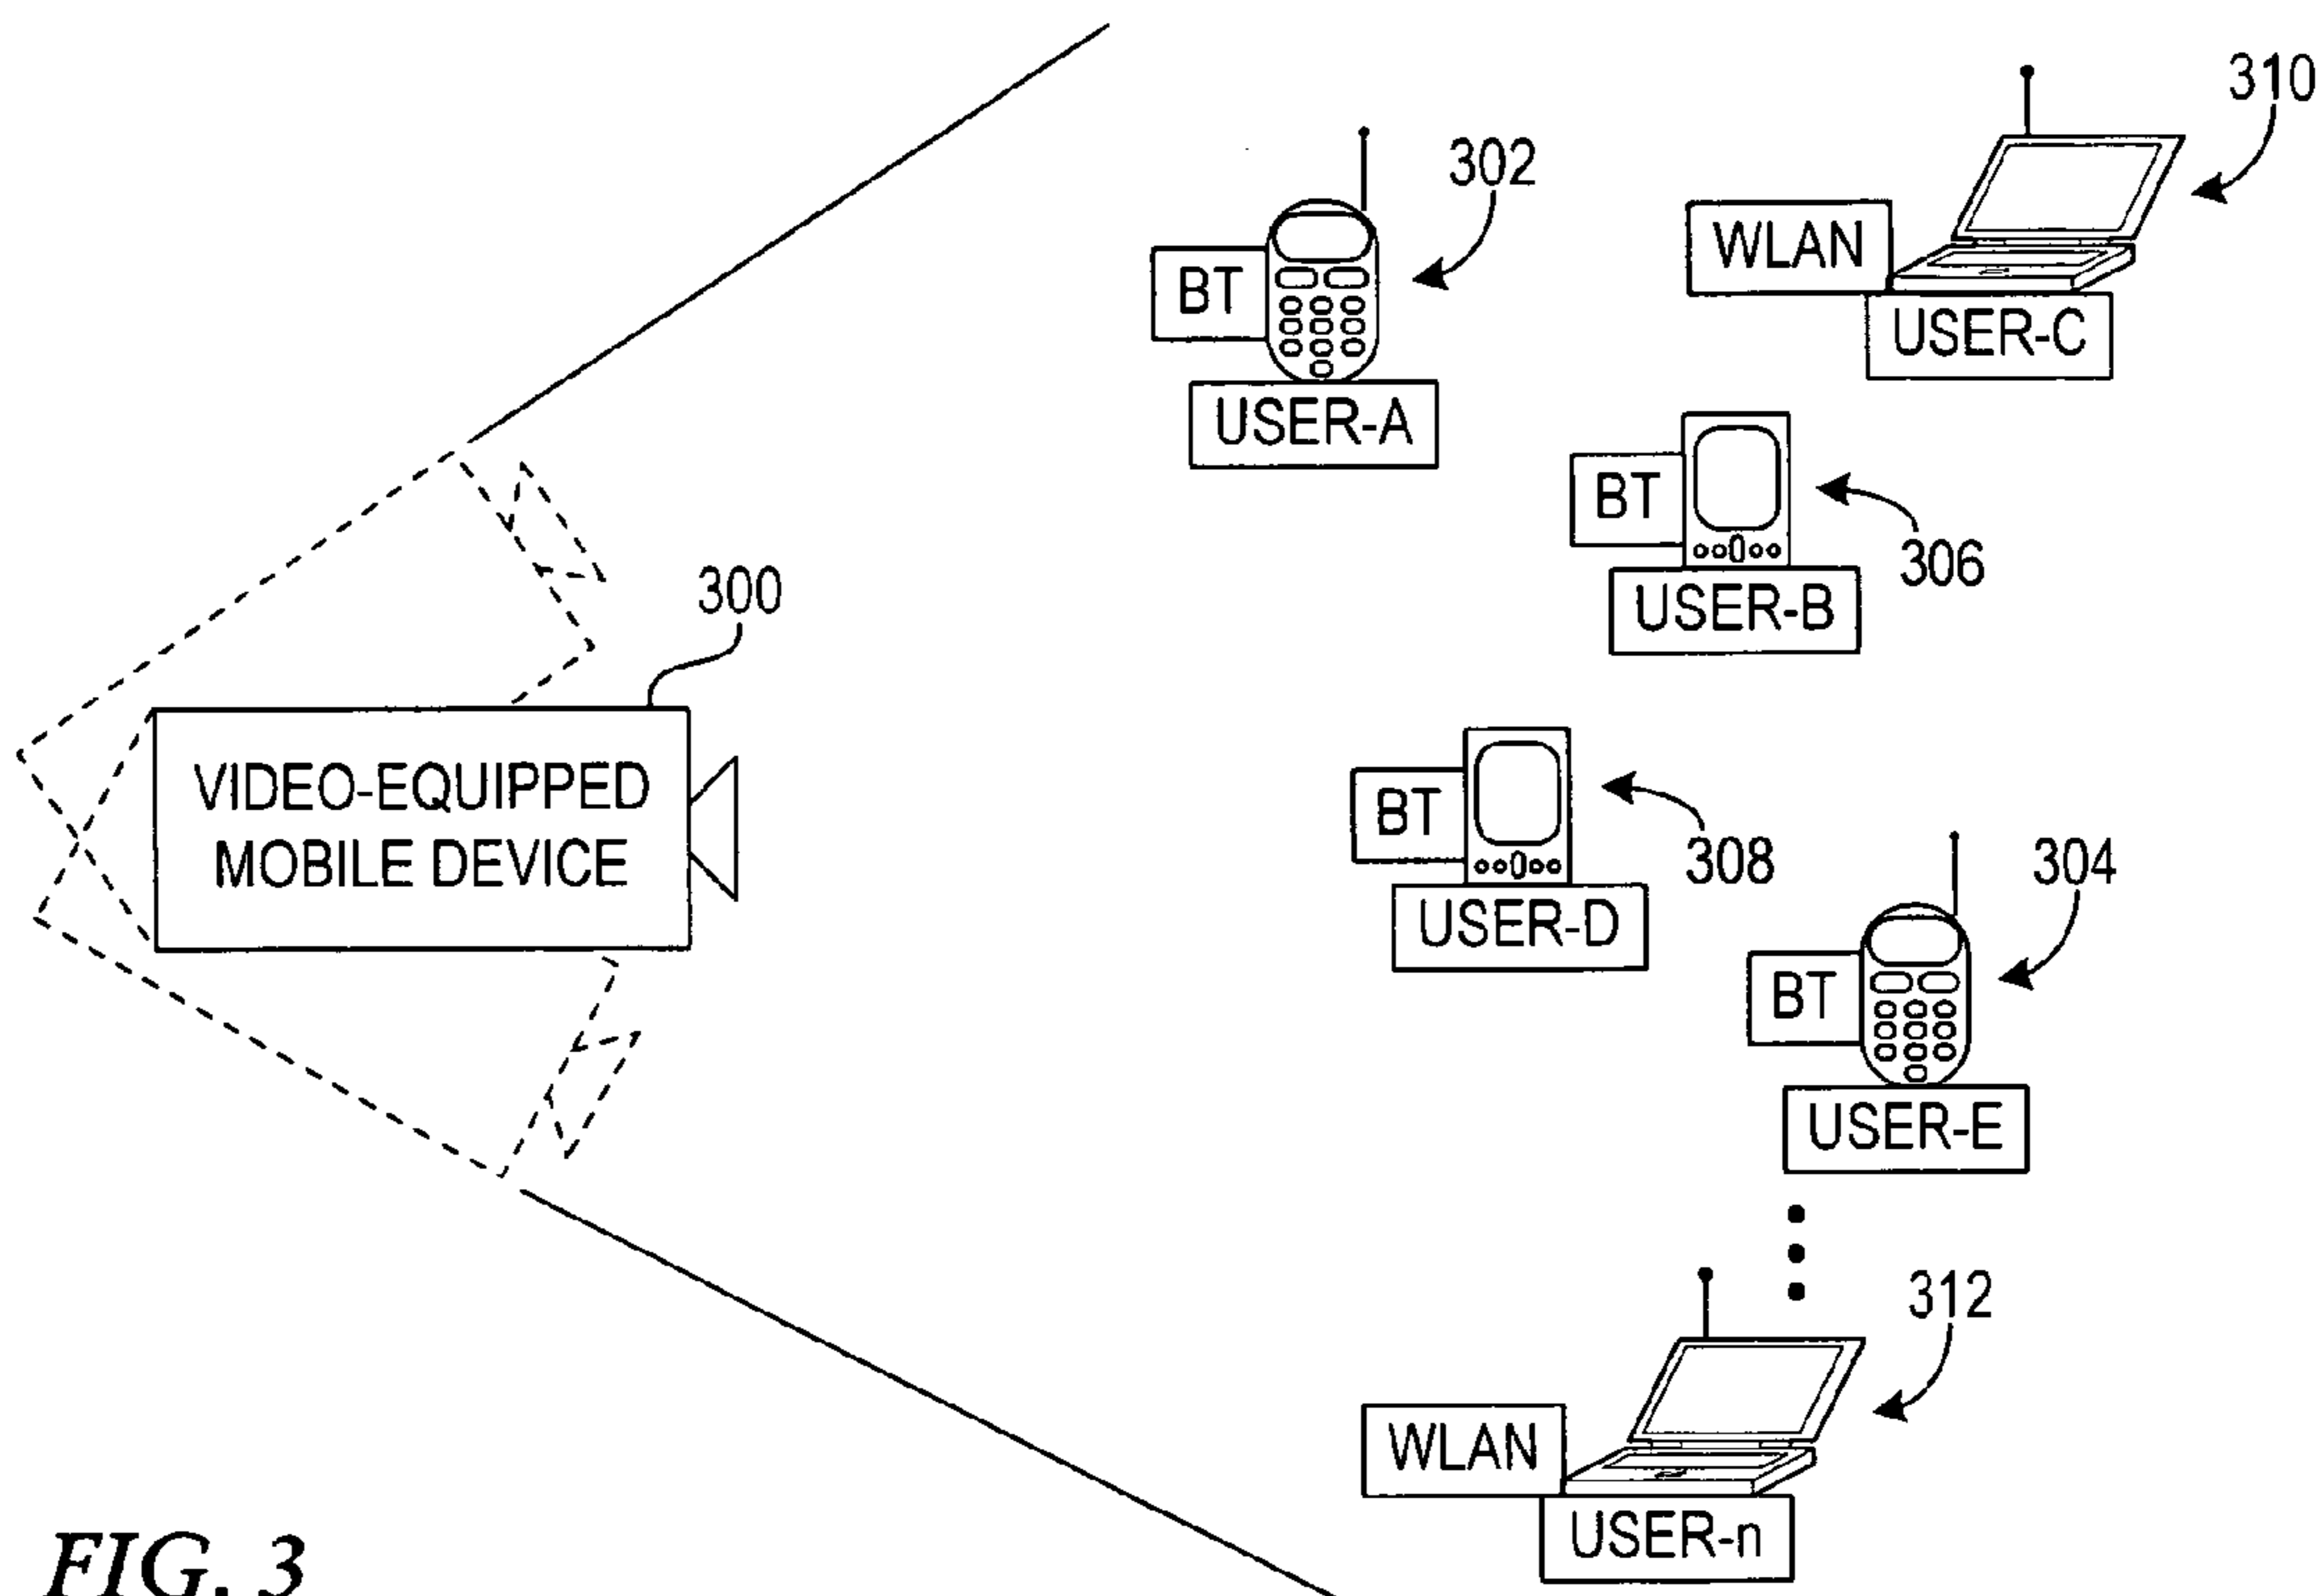 310
302
WLAN
BT
USER-C
USER-A
BT
306
USER-B
300
VIDEO-EQUIPPED
MOBILE DEVICE
BT
308
304
USER-D
BT
USER-E
312
WLAN
USER-n
FIG. 3